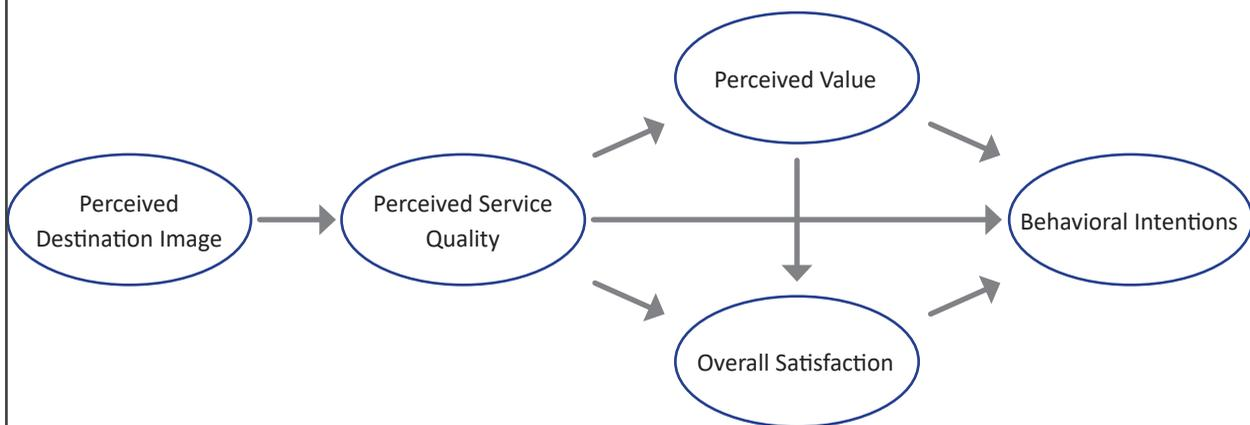 Perceived Value
Perceived
Destination Image
Perceived Service
Quality
Behavioral Intentions
Overall Satisfaction